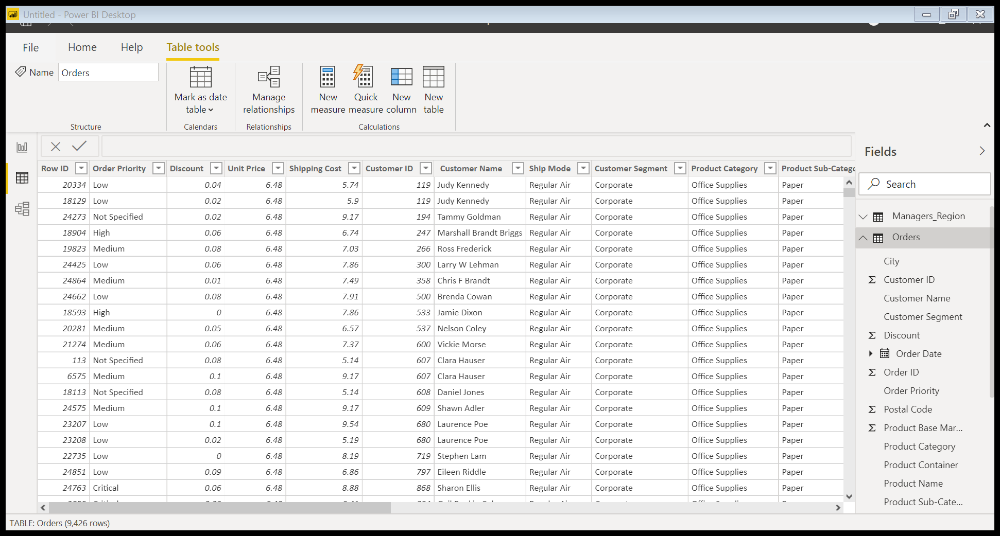 Untitled - Power BI Desktop
File Home Help Table tools
Name Orders
Mark as date table
Manage relationships
New measure
Quick measure
New column
New table
Structure Calendars Relationships Calculations
Fields
Row ID Order Priority Discount Unit Price Shipping Cost Customer ID Customer Name Ship Mode Customer Segment Product Category Product Sub-Catego
20334 Low 0.04 6.48 5.74 119 Judy Kennedy Regular Air Corporate Office Supplies Paper
18129 Low 0.02 6.48 5.9 119 Judy Kennedy Regular Air Corporate Office Supplies Paper
24273 Not Specified 0.02 6.48 9.17 194 Tammy Goldman Regular Air Corporate Office Supplies Paper
18904 High 0.06 6.48 6.74 247 Marshall Brandt Briggs Regular Air Corporate Office Supplies Paper
19823 Medium 0.08 6.48 7.03 266 Ross Frederick Regular Air Corporate Office Supplies Paper
24425 Low 0.06 6.48 7.86 300 Larry W Lehman Regular Air Corporate Office Supplies Paper
24864 Medium 0.01 6.48 7.49 358 Chris F Brandt Regular Air Corporate Office Supplies Paper
24662 Low 0.08 6.48 7.91 500 Brenda Cowan Regular Air Corporate Office Supplies Paper
18593 High 0 6.48 7.86 533 Jamie Dixon Regular Air Corporate Office Supplies Paper
20281 Medium 0.05 6.48 6.57 537 Nelson Coley Regular Air Corporate Office Supplies Paper
21274 Medium 0.06 6.48 7.37 600 Vickie Morse Regular Air Corporate Office Supplies Paper
113 Not Specified 0.08 6.48 5.14 607 Clara Hauser Regular Air Corporate Office Supplies Paper
6575 Medium 0.1 6.48 9.17 607 Clara Hauser Regular Air Corporate Office Supplies Paper
18113 Not Specified 0.08 6.48 5.14 608 Daniel Jones Regular Air Corporate Office Supplies Paper
24575 Medium 0.1 6.48 9.17 609 Shawn Adler Regular Air Corporate Office Supplies Paper
23207 Low 0.1 6.48 9.54 680 Laurence Poe Regular Air Corporate Office Supplies Paper
23208 Low 0.02 6.48 5.19 680 Laurence Poe Regular Air Corporate Office Supplies Paper
22735 Low 0 6.48 8.19 719 Stephen Lam Regular Air Corporate Office Supplies Paper
24851 Low 0.09 6.48 6.86 797 Eileen Riddle Regular Air Corporate Office Supplies Paper
24763 Critical 0.06 6.48 8.88 868 Sharon Ellis Regular Air Corporate Office Supplies Paper
Search
Managers_Region
Orders
City
Σ Customer ID
Customer Name
Customer Segment
Σ Discount
Order Date
Σ Order ID
Order Priority
Σ Postal Code
Σ Product Base Mar...
Product Category
Product Container
Product Name
Product Sub-Cate...
TABLE: Orders (9,426 rows)